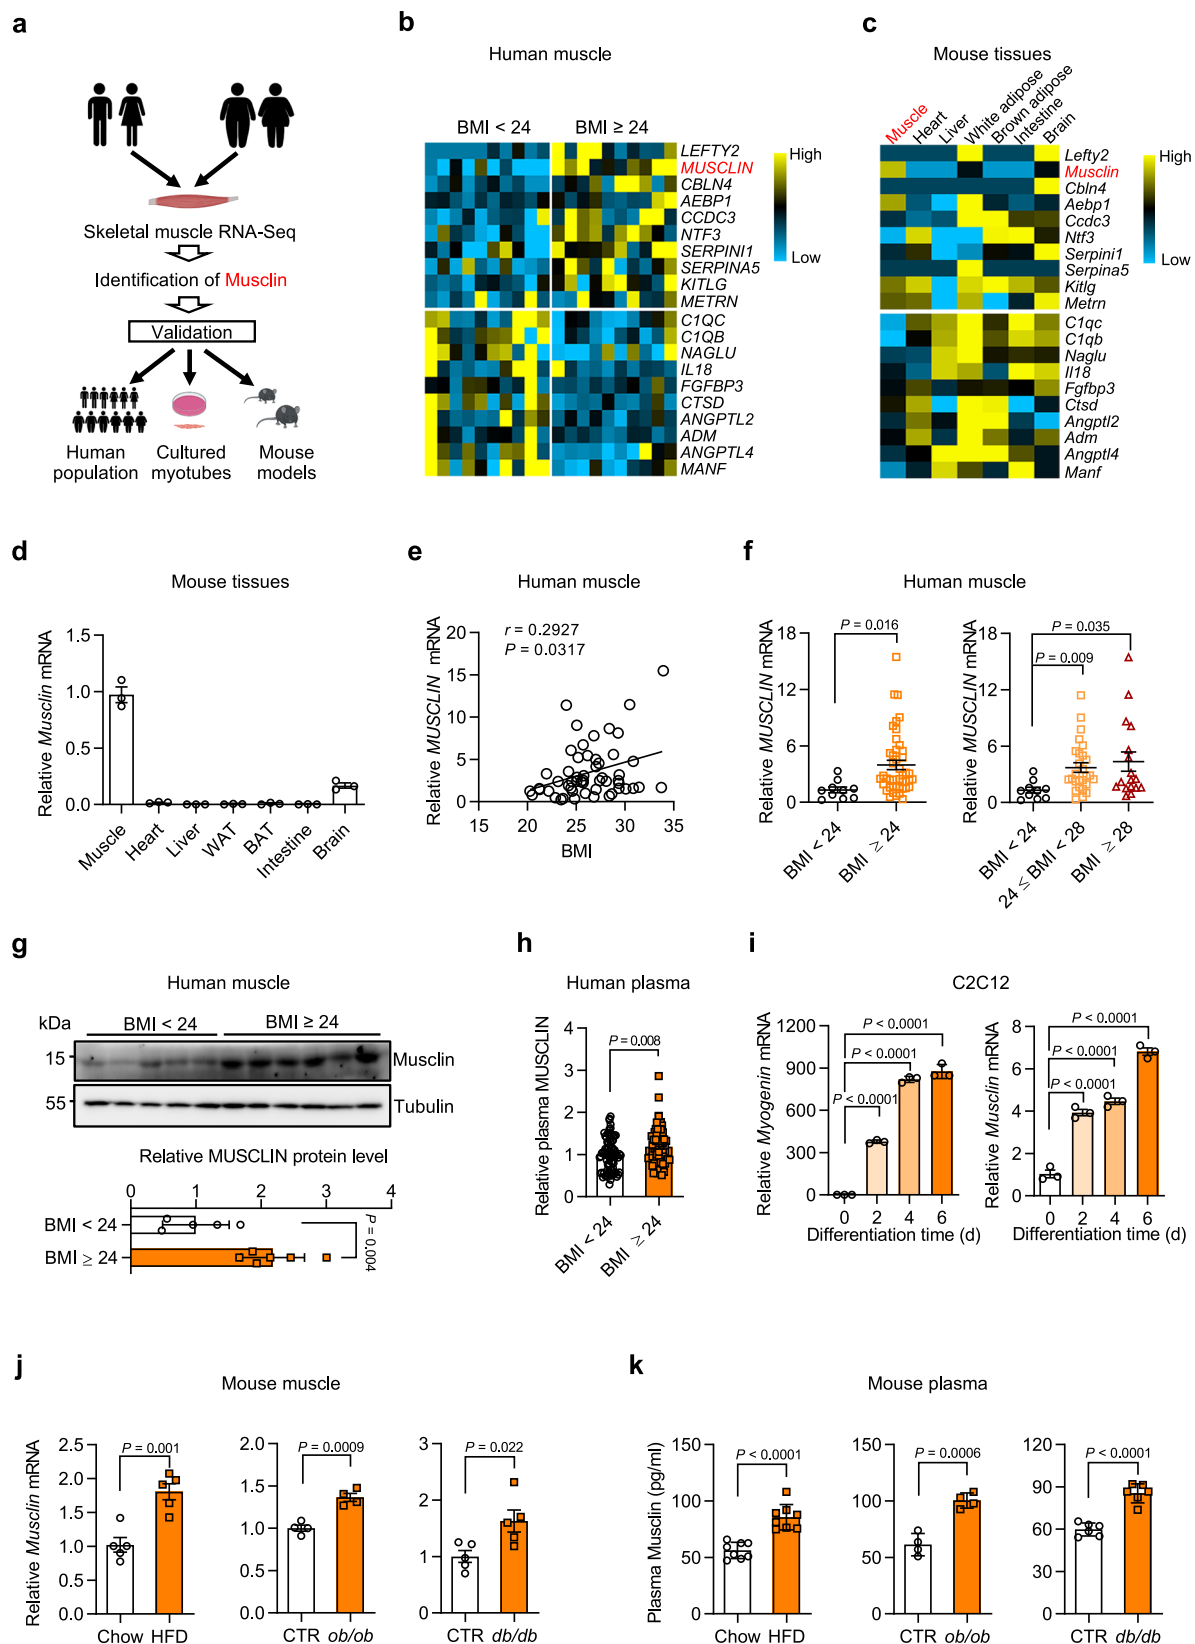 a
Skeletal muscle RNA-Seq
Identification of Musclin
Validation
Human population
Cultured myotubes
Mouse models
b
Human muscle
BMI < 24
BMI ≥ 24
LEFTY2
MUSCLIN
CBLN4
AEBP1
CCDC3
NTF3
SERPINI1
SERPINA5
KITLG
METRN
C1QC
C1QB
NAGLU
IL18
FGFBP3
CTSD
ANGPTL2
ADM
ANGPTL4
MANF
High
Low
c
Mouse tissues
Muscle
Heart
Liver
White adipose
Brown adipose
Intestine
Brain
Lefty2
Musclin
Cbln4
Aebp1
Ccdc3
Ntf3
Serpini1
Serpina5
Kitlg
Metrn
C1qc
C1qb
Naglu
Il18
Fgfbp3
Ctsd
Angptl2
Adm
Angptl4
Manf
High
Low
d
Mouse tissues
Relative Musclin mRNA
1.5
1.0
0.5
0.0
Muscle
Heart
Liver
WAT
BAT
Intestine
Brain
e
Human muscle
Relative MUSCLIN mRNA
r = 0.2927
P = 0.0317
20
15
10
5
0
15 20 25 30 35
BMI
f
Human muscle
Relative MUSCLIN mRNA
P = 0.016
18
12
6
0
BMI < 24
BMI ≥ 24
Relative MUSCLIN mRNA
P = 0.035
P = 0.009
18
12
6
0
BMI < 24
24 ≤ BMI < 28
BMI ≥ 28
g
Human muscle
kDa
BMI < 24
BMI ≥ 24
15
Musclin
55
Tubulin
Relative MUSCLIN protein level
0 1 2 3 4
BMI < 24
BMI ≥ 24
P = 0.004
h
Human plasma
Relative plasma MUSCLIN
P = 0.008
4
3
2
1
0
BMI < 24
BMI ≥ 24
i
C2C12
Relative Myogenin mRNA
P < 0.0001
P < 0.0001
P < 0.0001
1200
900
600
300
0
0 2 4 6
Differentiation time (d)
Relative Musclin mRNA
P < 0.0001
P < 0.0001
P < 0.0001
8
6
4
2
0
0 2 4 6
Differentiation time (d)
j
Mouse muscle
Relative Musclin mRNA
P = 0.001
2.5
2.0
1.5
1.0
0.5
0.0
Chow HFD
P = 0.0009
2.0
1.5
1.0
0.5
0.0
CTR ob/ob
P = 0.022
3
2
1
0
CTR db/db
k
Mouse plasma
Plasma Musclin (pg/ml)
P < 0.0001
150
100
50
0
Chow HFD
P = 0.0006
150
100
50
0
CTR ob/ob
P < 0.0001
120
90
60
30
0
CTR db/db